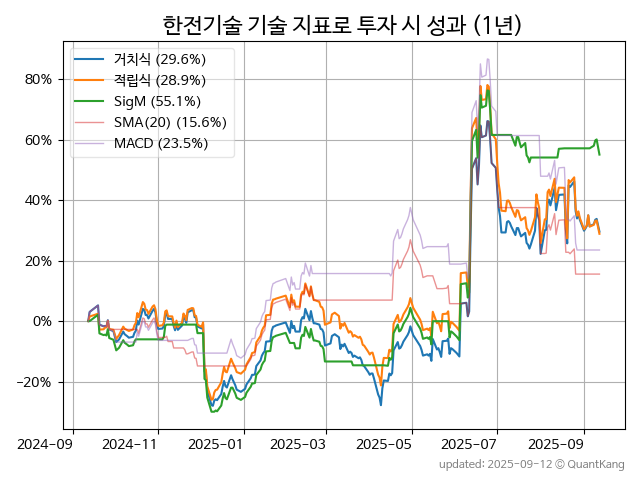 한전기술 기술 지표로 투자 시 성과 (1년)
거치식 (29.6%)
적립식 (28.9%)
SigM (55.1%)
SMA(20) (15.6%)
MACD (23.5%)
80%
60%
40%
20%
0%
−20%
2024-09
2024-11
2025-01
2025-03
2025-05
2025-07
2025-09
updated: 2025-09-12 © QuantKang